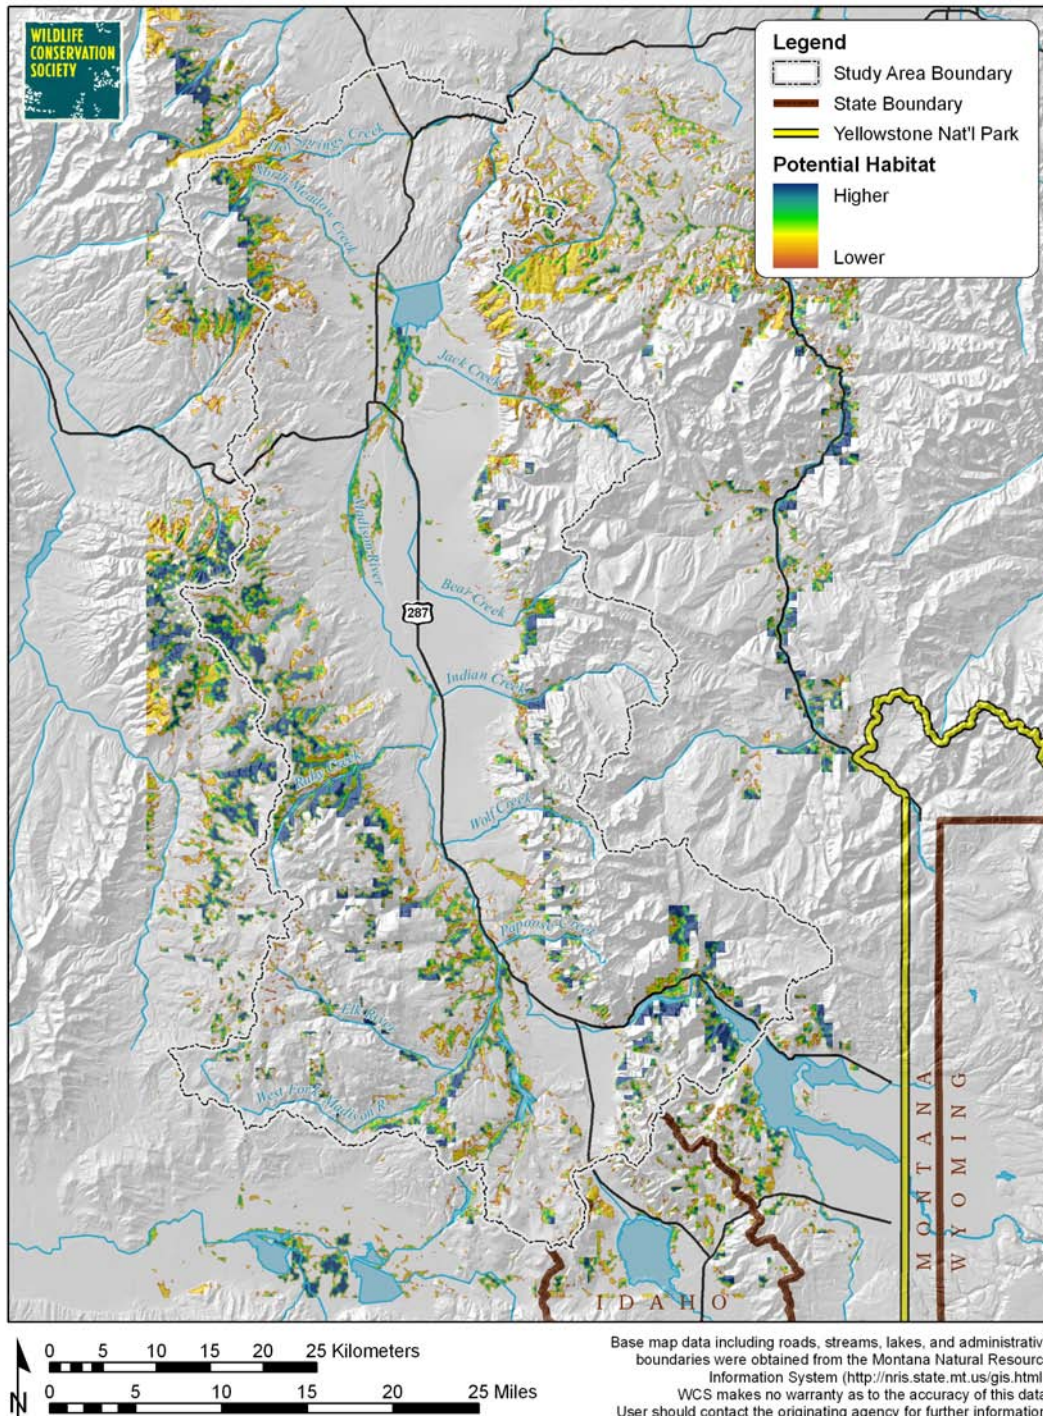 WILDLIFE
CONSERVATION
SOCIETY
Legend
Study Area Boundary
State Boundary
Yellowstone Nat'l Park
Potential Habitat
Higher
Lower
Hot Springs Creek
North Meadow Creek
Jack Creek
Madison River
Bear Creek
287
Indian Creek
Ruby Creek
Wolf Creek
Papoose Creek
Elk River
West Fork Madison R
MONTANA
WYOMING
IDAHO
0 5 10 15 20 25 Kilometers
0 5 10 15 20 25 Miles
N
Base map data including roads, streams, lakes, and administrativ
boundaries were obtained from the Montana Natural Resourc
Information System (http://nris.state.mt.us/gis.html
WCS makes no warranty as to the accuracy of this data
User should contact the originating agency for further information